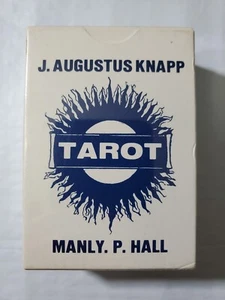 J. AUGUSTUS KNAPP
TAROT
MANLY. P. HALL